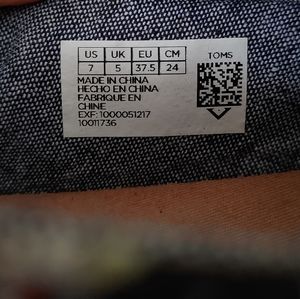 US UK EU CM TOMS
7 5 37.5 24
MADE IN CHINA
HECHO EN CHINA
FABRIQUE EN
CHINE
EXF: 1000051217
10011736